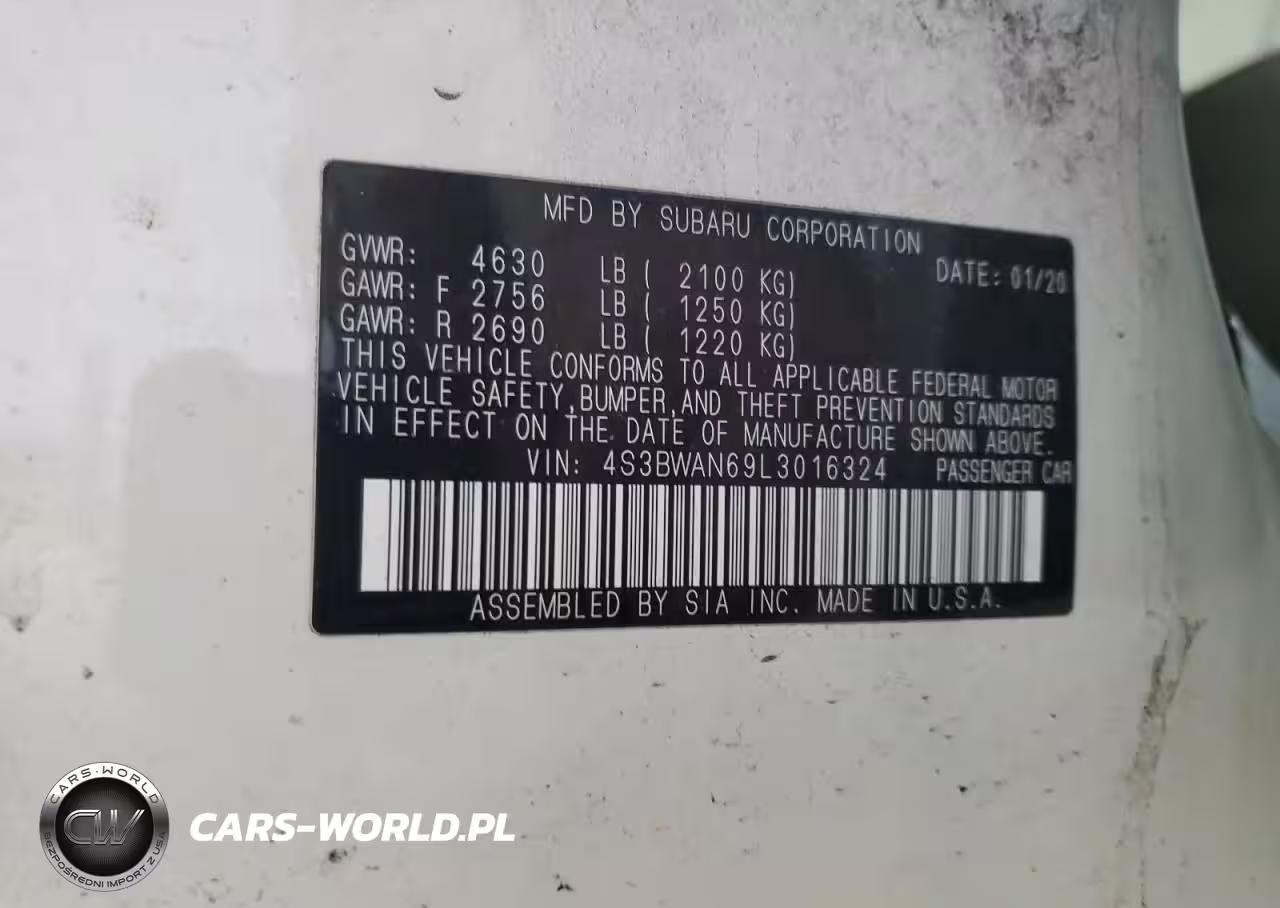 MFD BY SUBARU CORPORATION
GVWR: 4630 LB ( 2100 KG) DATE: 01/20
GAWR: F 2756 LB ( 1250 KG)
GAWR: R 2690 LB ( 1220 KG)
THIS VEHICLE CONFORMS TO ALL APPLICABLE FEDERAL MOTOR
VEHICLE SAFETY,BUMPER,AND THEFT PREVENTION STANDARDS
IN EFFECT ON THE DATE OF MANUFACTURE SHOWN ABOVE.
VIN: 4S3BWAN69L3016324 PASSENGER CAR
ASSEMBLED BY SIA INC. MADE IN U.S.A.
CARS-WORLD
CW
BEZPOŚREDNI IMPORT Z USA
CARS-WORLD.PL